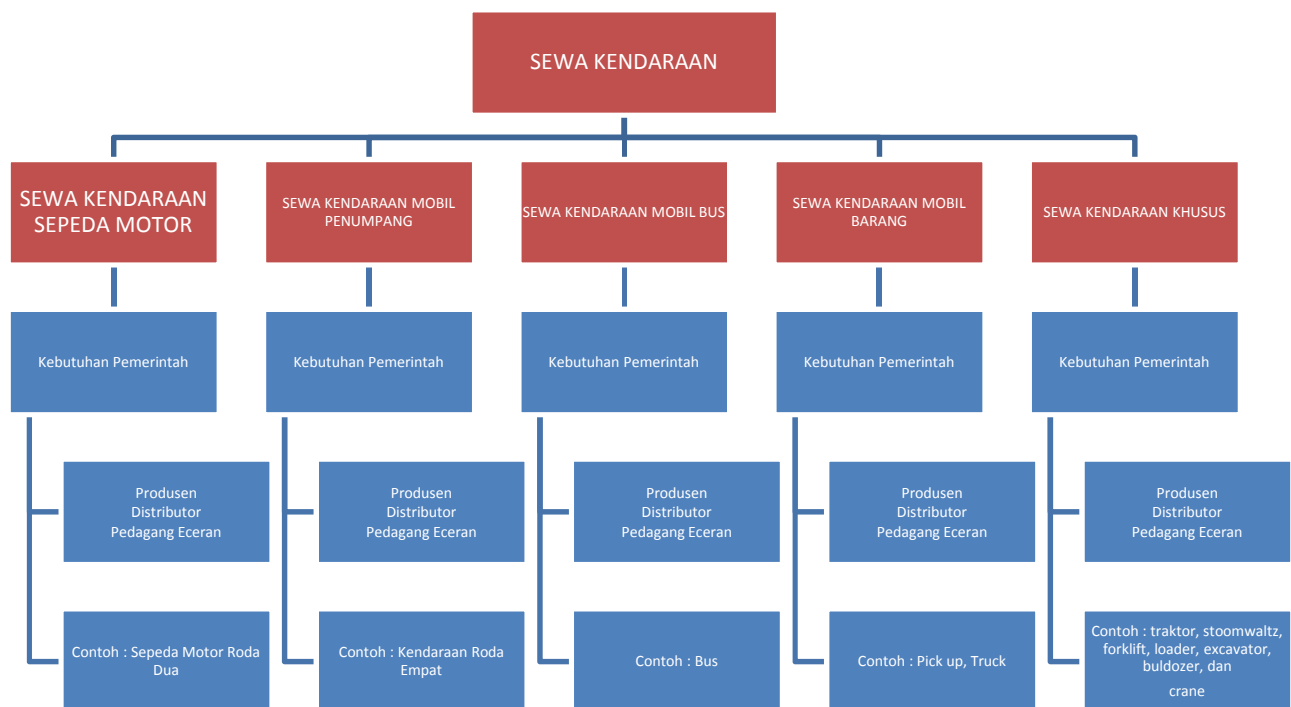 SEWA KENDARAAN
SEWA KENDARAAN
SEPEDA MOTOR
SEWA KENDARAAN MOBIL
PENUMPANG
SEWA KENDARAAN MOBIL BUS
SEWA KENDARAAN MOBIL
BARANG
SEWA KENDARAAN KHUSUS
Kebutuhan Pemerintah
Kebutuhan Pemerintah
Kebutuhan Pemerintah
Kebutuhan Pemerintah
Kebutuhan Pemerintah
Produsen
Distributor
Pedagang Eceran
Produsen
Distributor
Pedagang Eceran
Produsen
Distributor
Pedagang Eceran
Produsen
Distributor
Pedagang Eceran
Produsen
Distributor
Pedagang Eceran
Contoh : Sepeda Motor Roda
Dua
Contoh : Kendaraan Roda
Empat
Contoh : Bus
Contoh : Pick up, Truck
Contoh : traktor, stoomwaltz,
forklift, loader, excavator,
buldozer, dan
crane